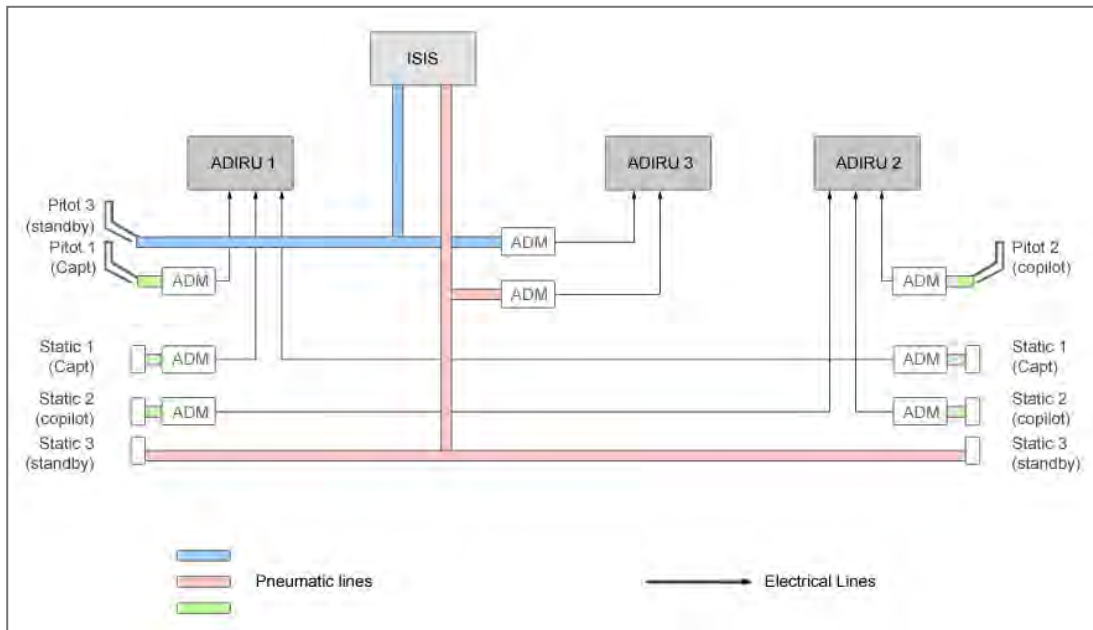 ISIS
ADIRU 1
ADIRU 3
ADIRU 2
Pitot 3
(standby)
Pitot 1
(Capt)
ADM
ADM
ADM
ADM
Pitot 2
(copilot)
Static 1
(Capt)
ADM
ADM
Static 1
(Capt)
Static 2
(copilot)
ADM
ADM
Static 2
(copilot)
Static 3
(standby)
Static 3
(standby)
Pneumatic lines
Electrical Lines